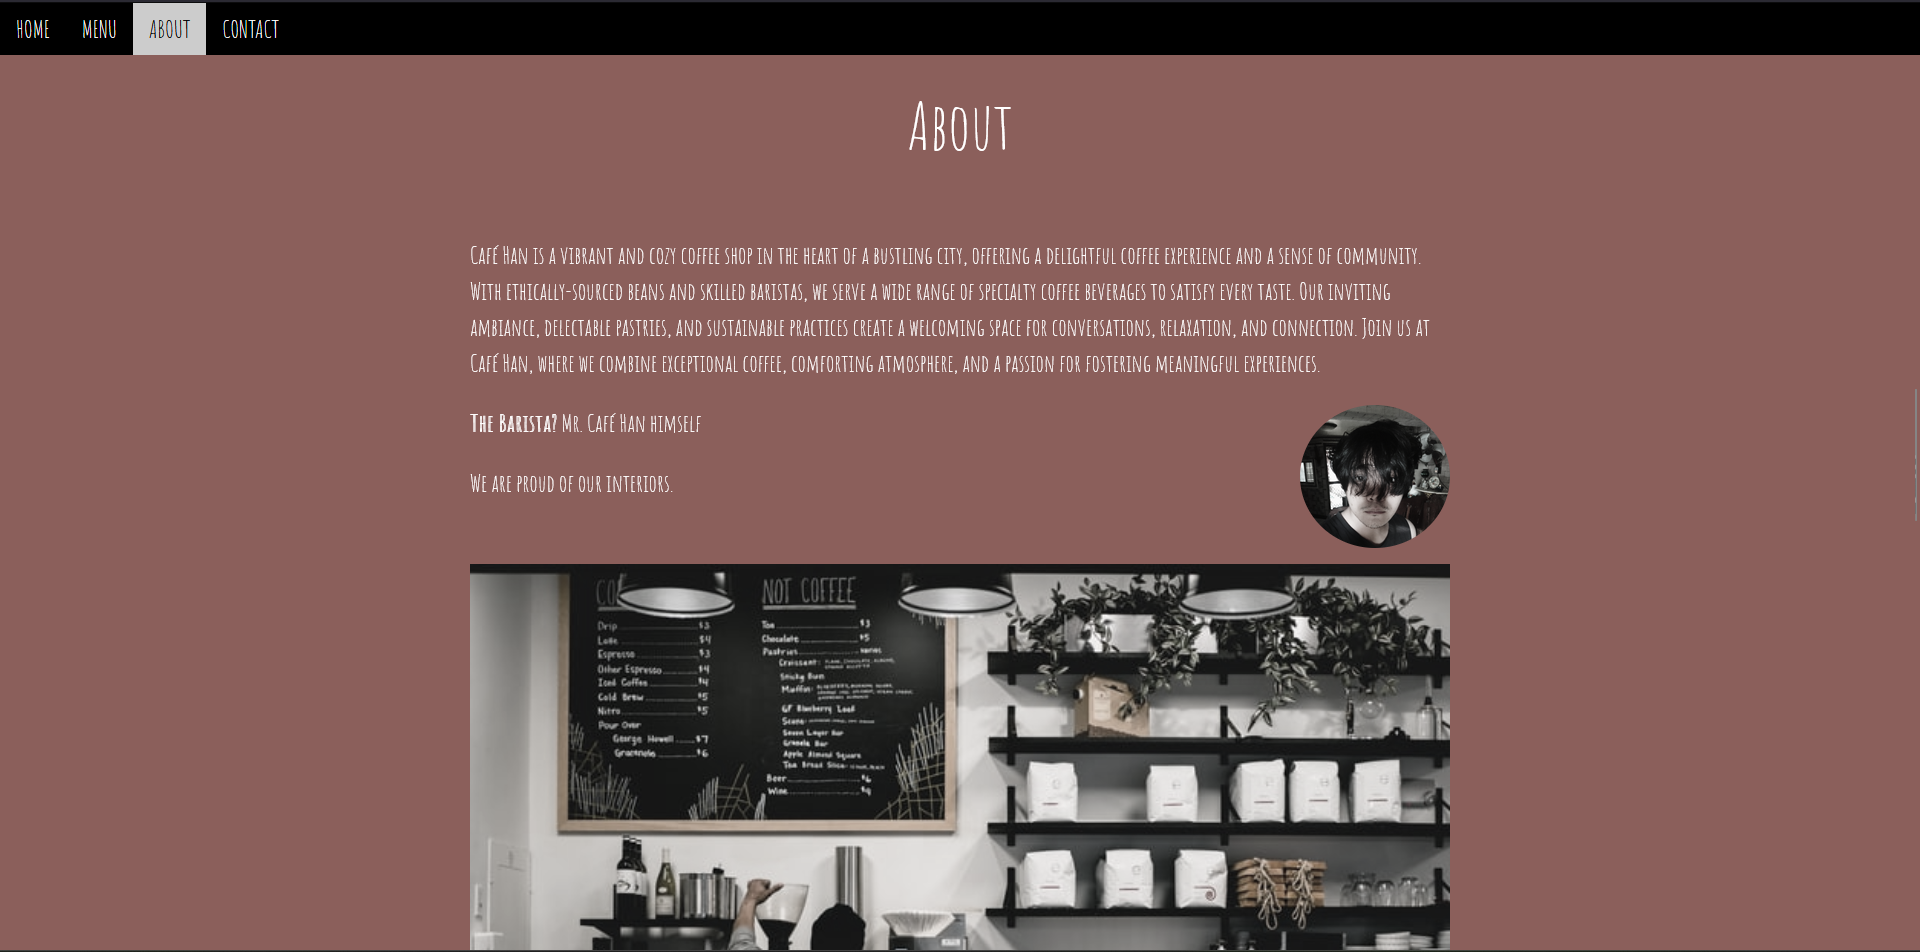 HOME MENU ABOUT CONTACT
About
Café Han is a vibrant and cozy coffee shop in the heart of a bustling city, offering a delightful coffee experience and a sense of community.
With ethically-sourced beans and skilled baristas, we serve a wide range of specialty coffee beverages to satisfy every taste. Our inviting
ambiance, delectable pastries, and sustainable practices create a welcoming space for conversations, relaxation, and connection. Join us at
Café Han, where we combine exceptional coffee, comforting atmosphere, and a passion for fostering meaningful experiences.
The Barista? Mr. Café Han himself
We are proud of our interiors.
NOT COFFEE
Drip $3
Latte $4
Espresso $3
Other Espresso $4
Iced Coffee $4
Cold Brew $5
Nitro $5
Pour Over
George Howell $7
Gracenote $6
Tea $3
Chocolate $5
Pastries
Croissant:
Sticky Bun
Muffin:
GF Blueberry Loaf
Scone:
Seven Layer Bar
Granola Bar
Apple Almond Square
Tea Bread Slice
Beer $6
Wine $9